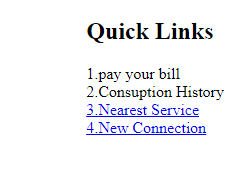 Quick Links
1.pay your bill
2.Consuption History
3.Nearest Service
4.New Connection